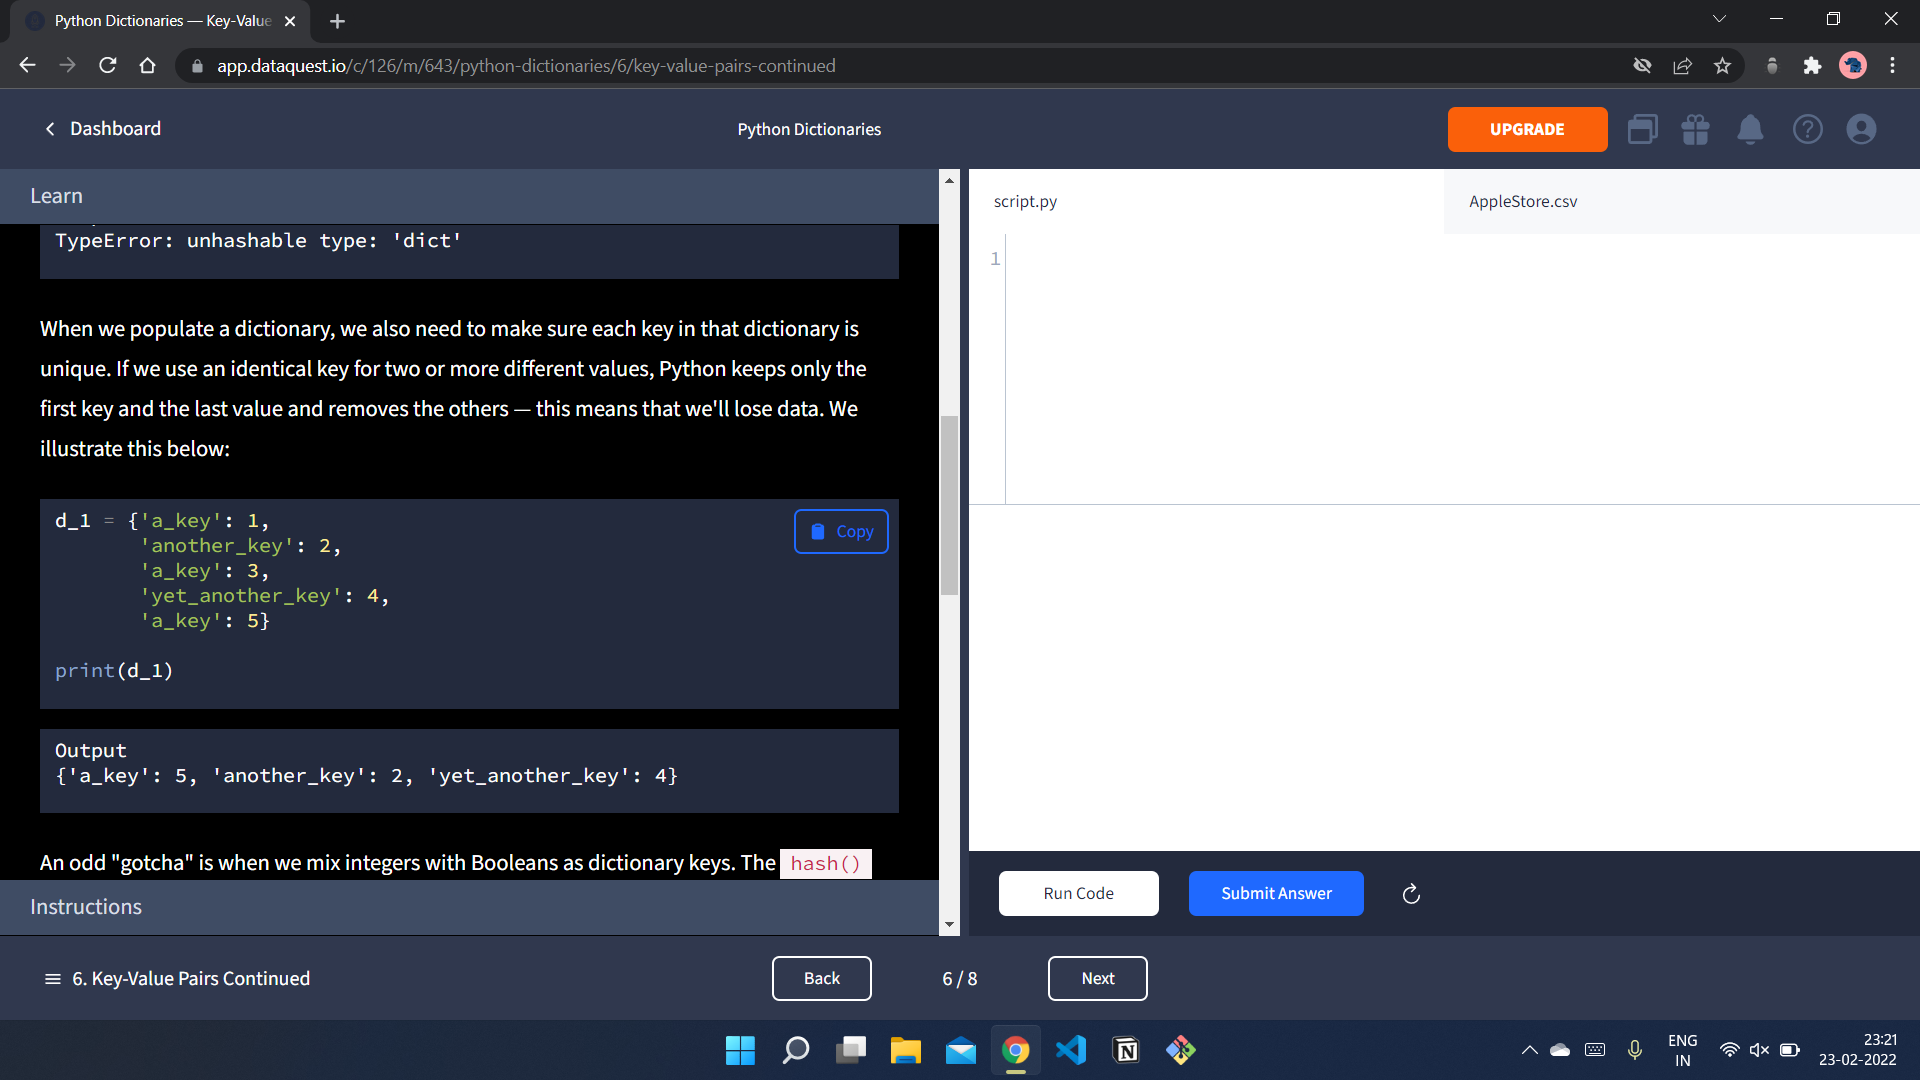 Python Dictionaries — Key-Value
app.dataquest.io/c/126/m/643/python-dictionaries/6/key-value-pairs-continued
Dashboard
Python Dictionaries
UPGRADE
Learn
TypeError: unhashable type: 'dict'
When we populate a dictionary, we also need to make sure each key in that dictionary is
unique. If we use an identical key for two or more different values, Python keeps only the
first key and the last value and removes the others — this means that we'll lose data. We
illustrate this below:
d_1 = {'a_key': 1,
'another_key': 2,
'a_key': 3,
'yet_another_key': 4,
'a_key': 5}
print(d_1)
Copy
Output
{'a_key': 5, 'another_key': 2, 'yet_another_key': 4}
An odd "gotcha" is when we mix integers with Booleans as dictionary keys. The hash()
Instructions
script.py
AppleStore.csv
1
Run Code
Submit Answer
6. Key-Value Pairs Continued
Back
6 / 8
Next
ENG
IN
23:21
23-02-2022